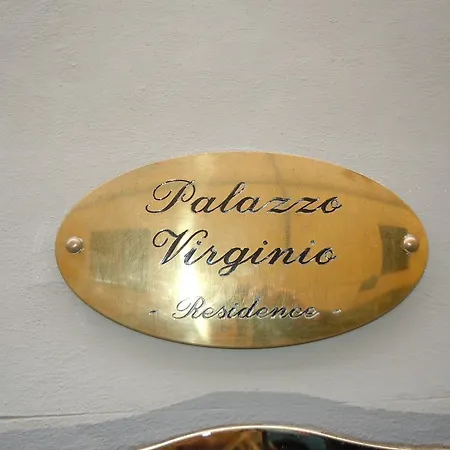 Palazzo
Virginio
- Residence -